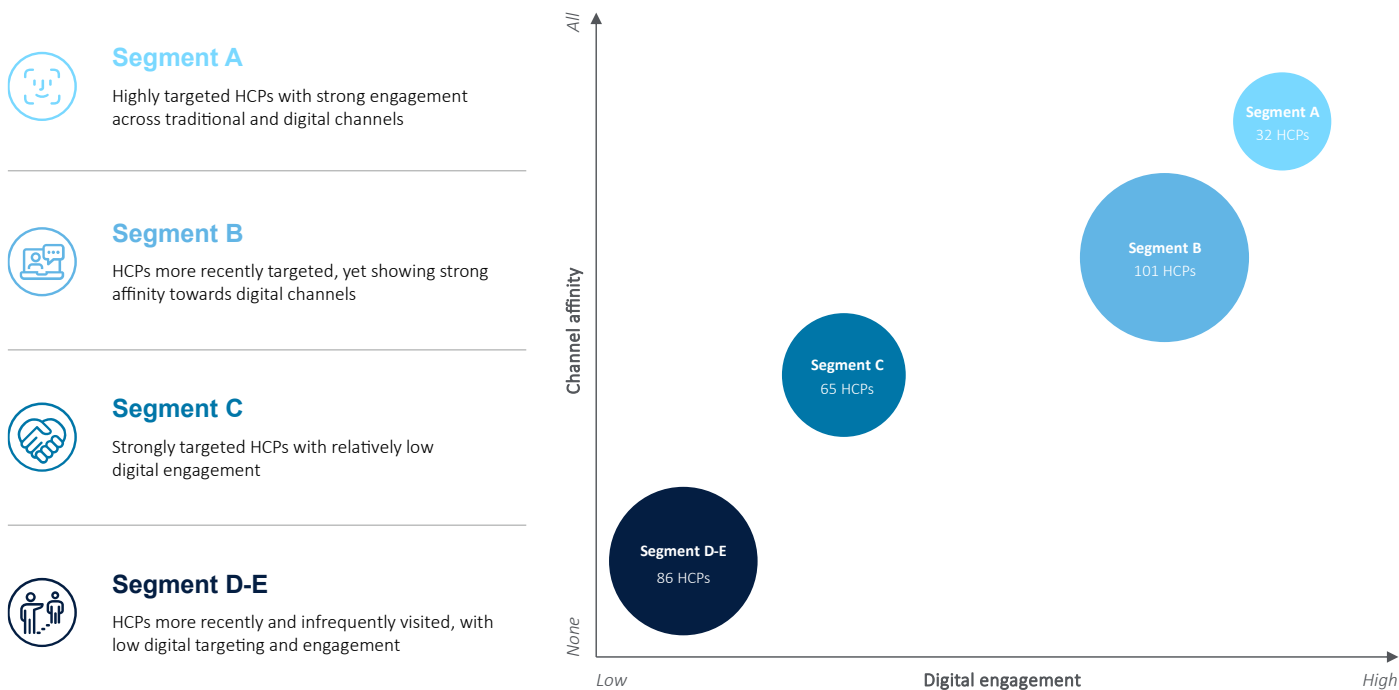 Segment A
Highly targeted HCPs with strong engagement
across traditional and digital channels
Segment B
HCPs more recently targeted, yet showing strong
affinity towards digital channels
Segment C
Strongly targeted HCPs with relatively low
digital engagement
Segment D-E
HCPs more recently and infrequently visited, with
low digital targeting and engagement
All
Channel affinity
None
Segment A
32 HCPs
Segment B
101 HCPs
Segment C
65 HCPs
Segment D-E
86 HCPs
Low
Digital engagement
High